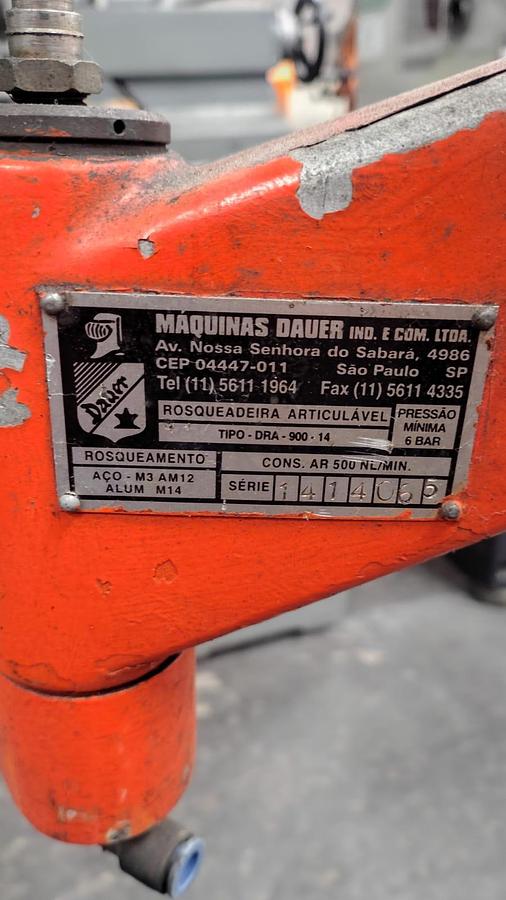 MÁQUINAS DAUER IND. E COM. LTDA.
Av. Nossa Senhora do Sabará, 4986
CEP 04447-011 São Paulo SP
Tel (11) 5611 1964 Fax (11) 5611 4335
Dauer
ROSQUEADEIRA ARTICULÁVEL
TIPO - DRA - 900 - 14
PRESSÃO
MÍNIMA
6 BAR
ROSQUEAMENTO
AÇO - M3 AM12
ALUM M14
CONS. AR 500 NL/MIN.
SÉRIE 1414065